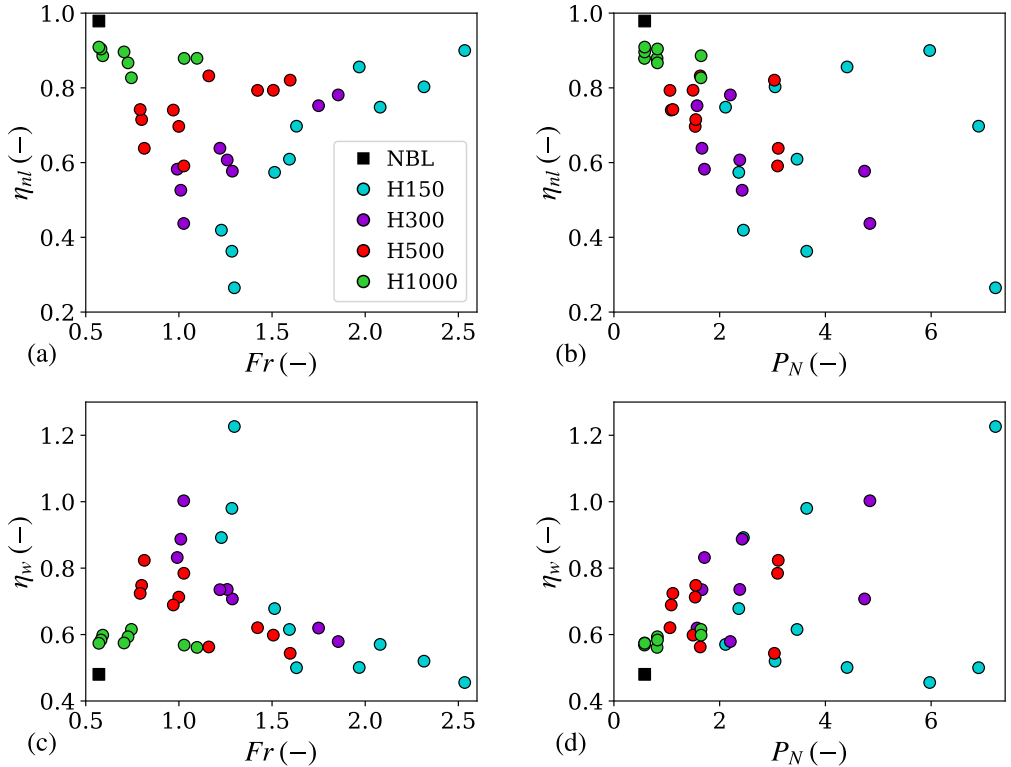 1.0
0.8
0.6
0.4
0.2
η_nl (−)
0.5 1.0 1.5 2.0 2.5
Fr (−)
(a)
NBL
H150
H300
H500
H1000
1.0
0.8
0.6
0.4
0.2
η_nl (−)
0 2 4 6
P_N (−)
(b)
1.2
1.0
0.8
0.6
0.4
η_w (−)
0.5 1.0 1.5 2.0 2.5
Fr (−)
(c)
1.2
1.0
0.8
0.6
0.4
η_w (−)
0 2 4 6
P_N (−)
(d)